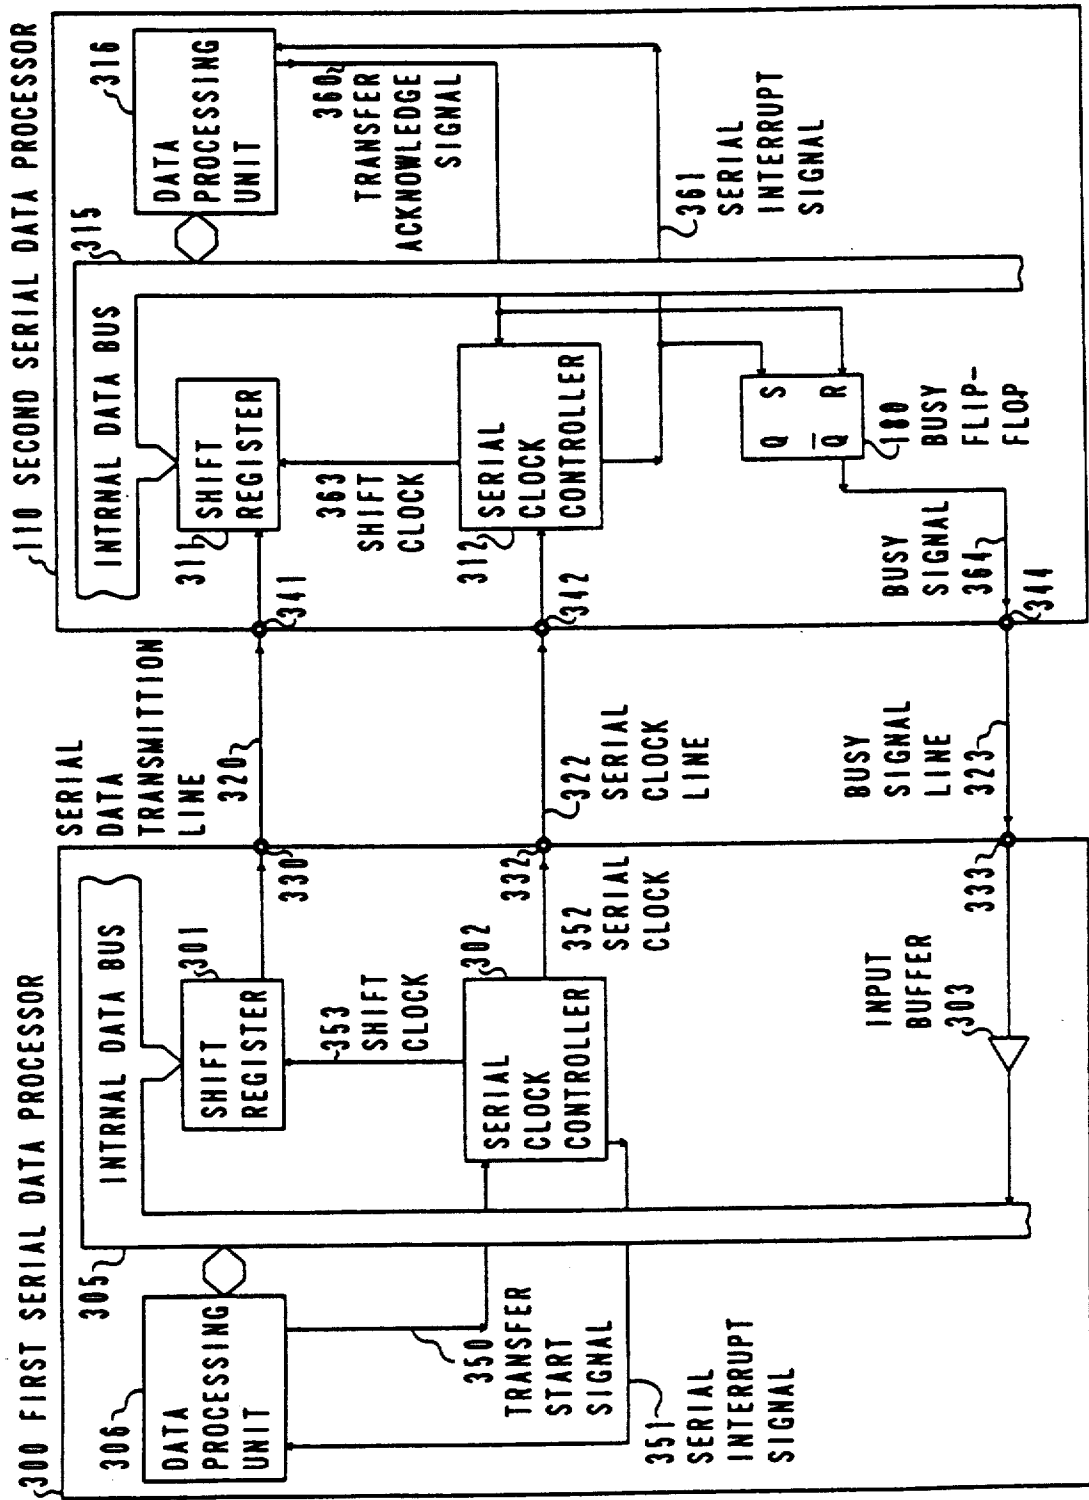 300 FIRST SERIAL DATA PROCESSOR
306
DATA
PROCESSING
UNIT
305
INTRNAL DATA BUS
SHIFT
REGISTER
301
353 SHIFT
CLOCK
SERIAL
CLOCK
CONTROLLER
302
350
TRANSFER
START
SIGNAL
351
SERIAL
INTERRUPT
SIGNAL
352
SERIAL
CLOCK
INPUT
BUFFER
303
330
332
333
SERIAL
DATA
TRANSMITTION
LINE
320
322
SERIAL
CLOCK
LINE
BUSY
SIGNAL
LINE
323
110 SECOND SERIAL DATA PROCESSOR
341
342
344
INTRNAL DATA BUS
315
311
SHIFT
REGISTER
363
SHIFT
CLOCK
312
SERIAL
CLOCK
CONTROLLER
316
DATA
PROCESSING
UNIT
360
TRANSFER
ACKNOWLEDGE
SIGNAL
361
SERIAL
INTERRUPT
SIGNAL
Q S
Q R
180
BUSY
FLIP-
FLOP
BUSY
SIGNAL
364